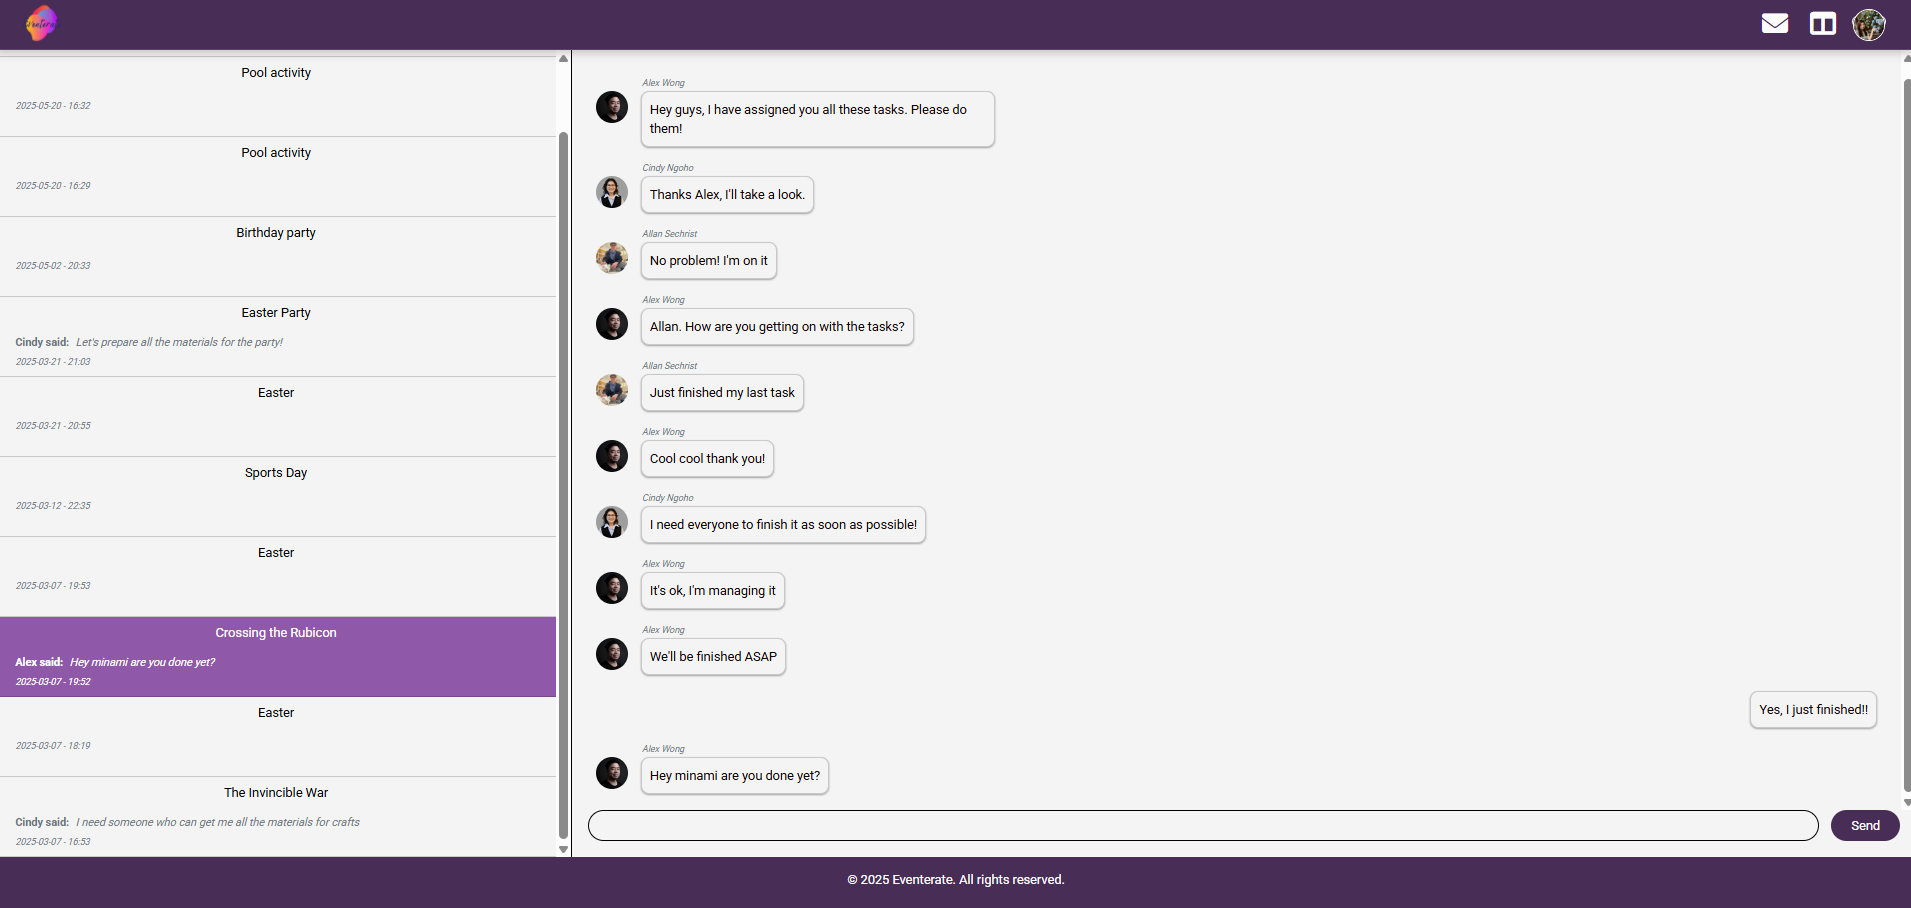 Eventerate
Pool activity
2025-05-20 - 16:32
Pool activity
2025-05-20 - 16:29
Birthday party
2025-05-02 - 20:33
Easter Party
Cindy said: Let's prepare all the materials for the party!
2025-03-21 - 21:03
Easter
2025-03-21 - 20:55
Sports Day
2025-03-12 - 22:35
Easter
2025-03-07 - 19:53
Crossing the Rubicon
Alex said: Hey minami are you done yet?
2025-03-07 - 19:52
Easter
2025-03-07 - 18:19
The Invincible War
Cindy said: I need someone who can get me all the materials for crafts
2025-03-07 - 16:53
Alex Wong
Hey guys, I have assigned you all these tasks. Please do
them!
Cindy Ngoho
Thanks Alex, I'll take a look.
Allan Sechrist
No problem! I'm on it
Alex Wong
Allan. How are you getting on with the tasks?
Allan Sechrist
Just finished my last task
Alex Wong
Cool cool thank you!
Cindy Ngoho
I need everyone to finish it as soon as possible!
Alex Wong
It's ok, I'm managing it
Alex Wong
We'll be finished ASAP
Yes, I just finished!!
Alex Wong
Hey minami are you done yet?
Send
© 2025 Eventerate. All rights reserved.